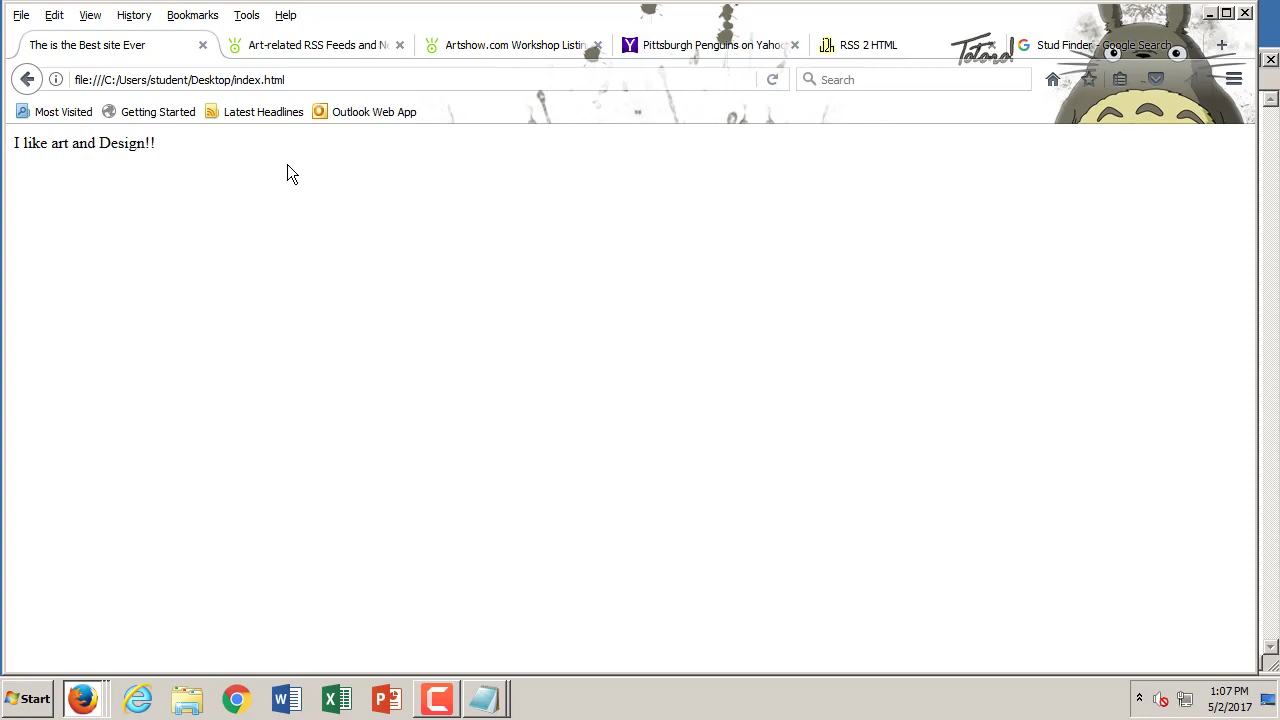 File Edit View History Bookmarks Tools Help
The is the Best site Ever Art-related RSS Feeds and N Artshow.com Workshop Listin Pittsburgh Penguins on Yaho RSS 2 HTML Totoro! Stud Finder - Google Search
file:///C:/Users/student/Desktop/index.html Search
Most Visited Getting Started Latest Headlines Outlook Web App
I like art and Design!!
Start 1:07 PM
5/2/2017